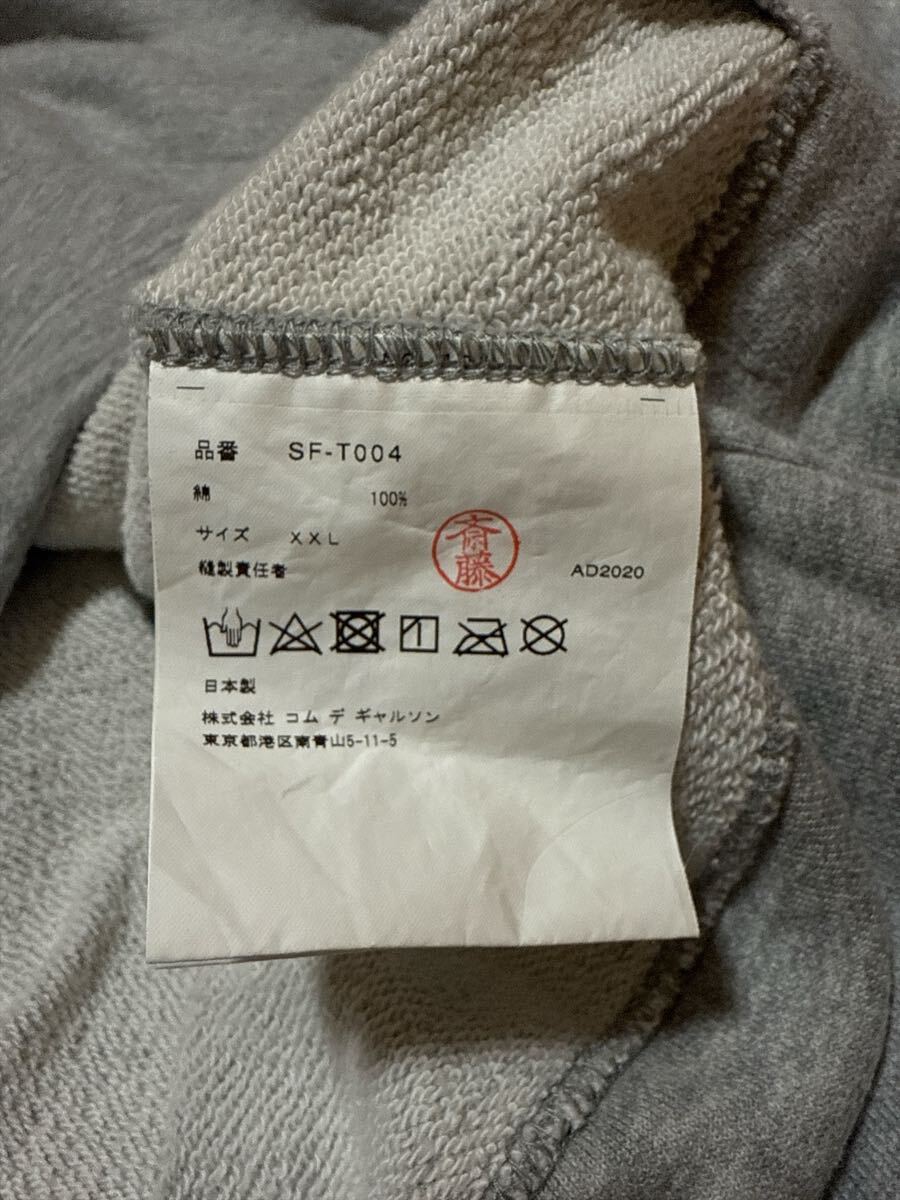 品番 SF-T004
綿 100%
サイズ XXL
縫製責任者 斎藤 AD2020
日本製
株式会社 コム デ ギャルソン
東京都港区南青山5-11-5